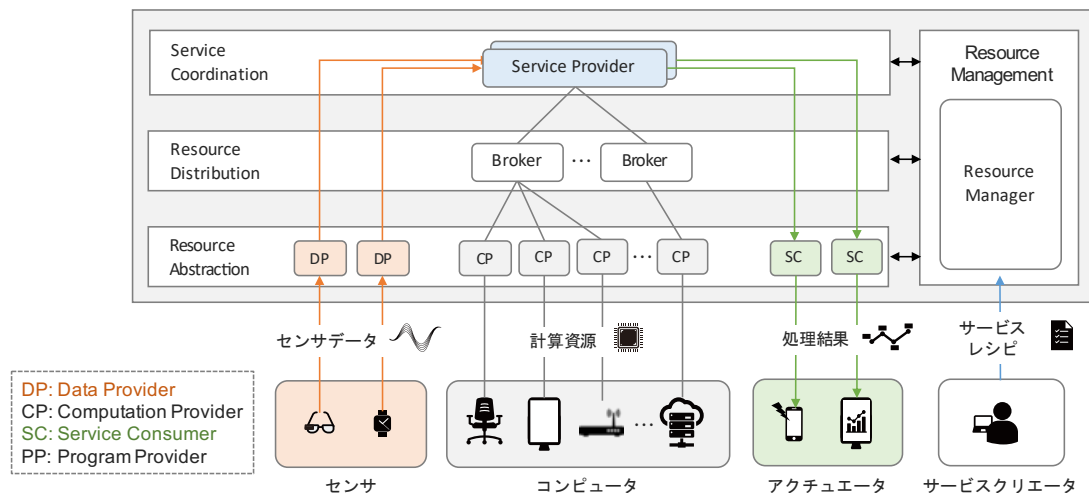 Service
Coordination
Service Provider
Resource
Management
Resource
Distribution
Broker
...
Broker
Resource
Manager
Resource
Abstraction
DP
DP
CP
CP
CP
...
CP
SC
SC
センサデータ
計算資源
処理結果
サービス
レシピ
DP: Data Provider
CP: Computation Provider
SC: Service Consumer
PP: Program Provider
...
センサ
コンピュータ
アクチュエータ
サービスクリエータ